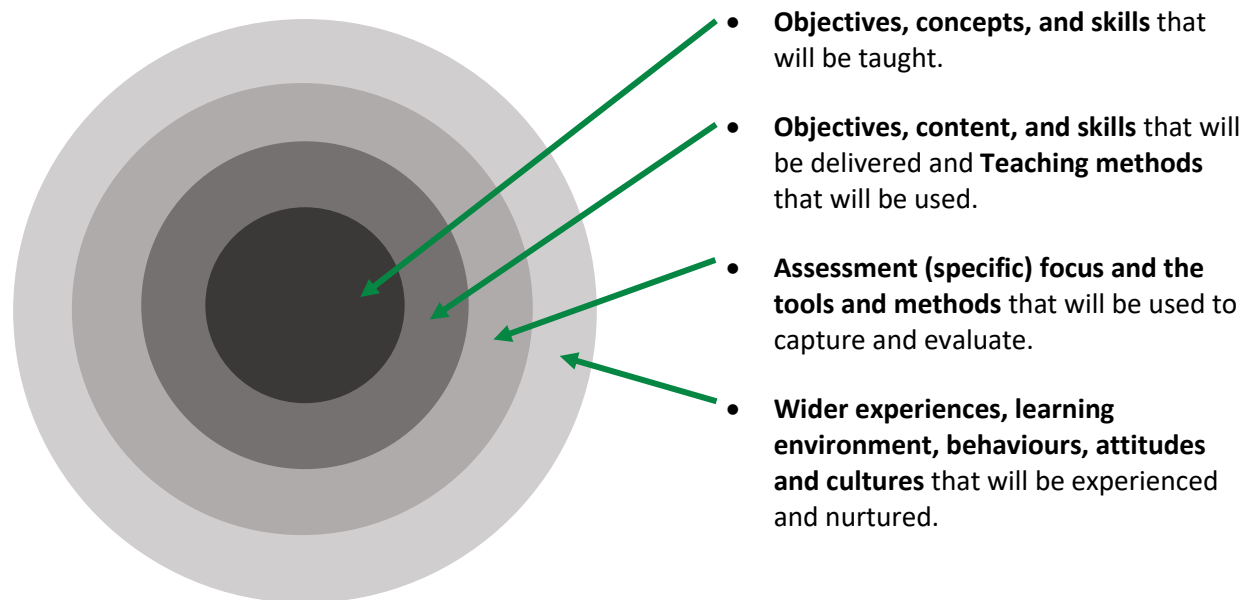 • Objectives, concepts, and skills that
will be taught.
• Objectives, content, and skills that will
be delivered and Teaching methods
that will be used.
• Assessment (specific) focus and the
tools and methods that will be used to
capture and evaluate.
• Wider experiences, learning
environment, behaviours, attitudes
and cultures that will be experienced
and nurtured.